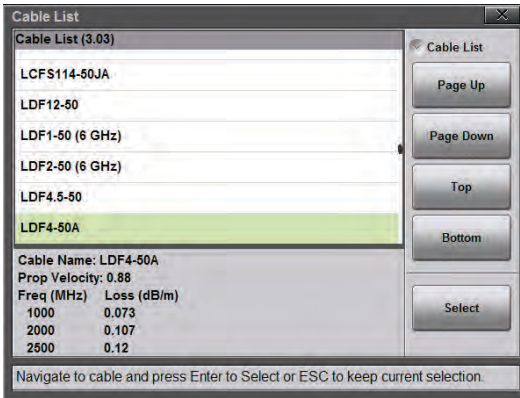 Cable List
Cable List (3.03)
LCFS114-50JA
LDF12-50
LDF1-50 (6 GHz)
LDF2-50 (6 GHz)
LDF4.5-50
LDF4-50A
Cable Name: LDF4-50A
Prop Velocity: 0.88
Freq (MHz) Loss (dB/m)
1000 0.073
2000 0.107
2500 0.12
Cable List
Page Up
Page Down
Top
Bottom
Select
Navigate to cable and press Enter to Select or ESC to keep current selection.